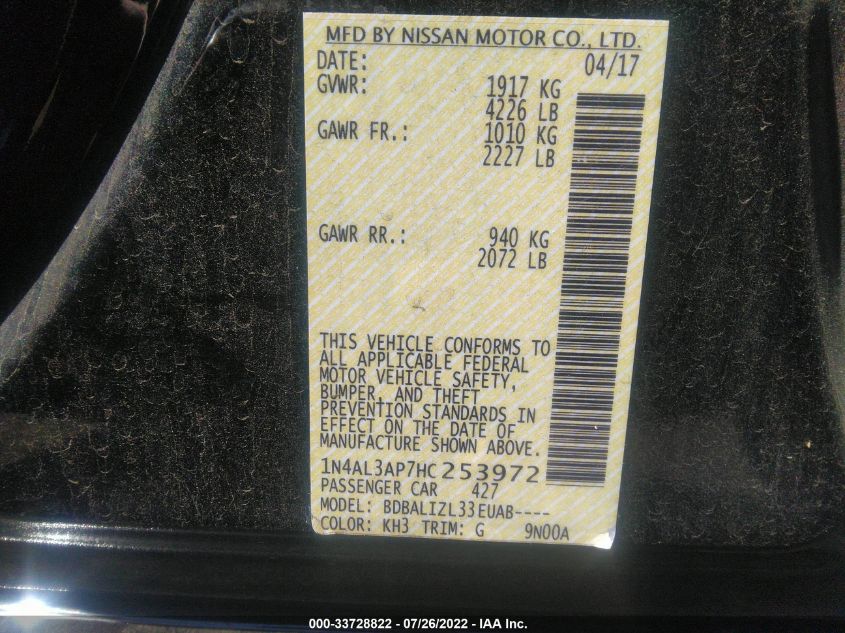 MFD BY NISSAN MOTOR CO., LTD.
DATE: 04/17
GVWR: 1917 KG
4226 LB
GAWR FR.: 1010 KG
2227 LB
GAWR RR.: 940 KG
2072 LB
THIS VEHICLE CONFORMS TO
ALL APPLICABLE FEDERAL
MOTOR VEHICLE SAFETY,
BUMPER, AND THEFT
PREVENTION STANDARDS IN
EFFECT ON THE DATE OF
MANUFACTURE SHOWN ABOVE.
1N4AL3AP7HC253972
PASSENGER CAR 427
MODEL: BDBALIZL33EUAB----
COLOR: KH3 TRIM: G 9N00A
000-33728822 - 07/26/2022 - IAA Inc.